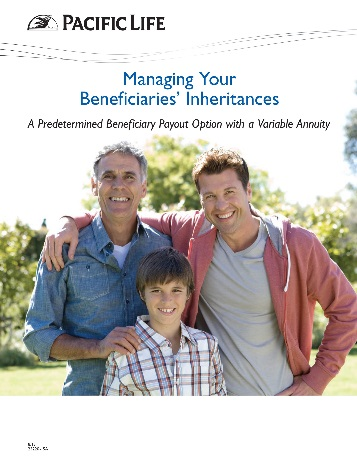 PACIFIC LIFE
Managing Your
Beneficiaries' Inheritances
A Predetermined Beneficiary Payout Option with a Variable Annuity